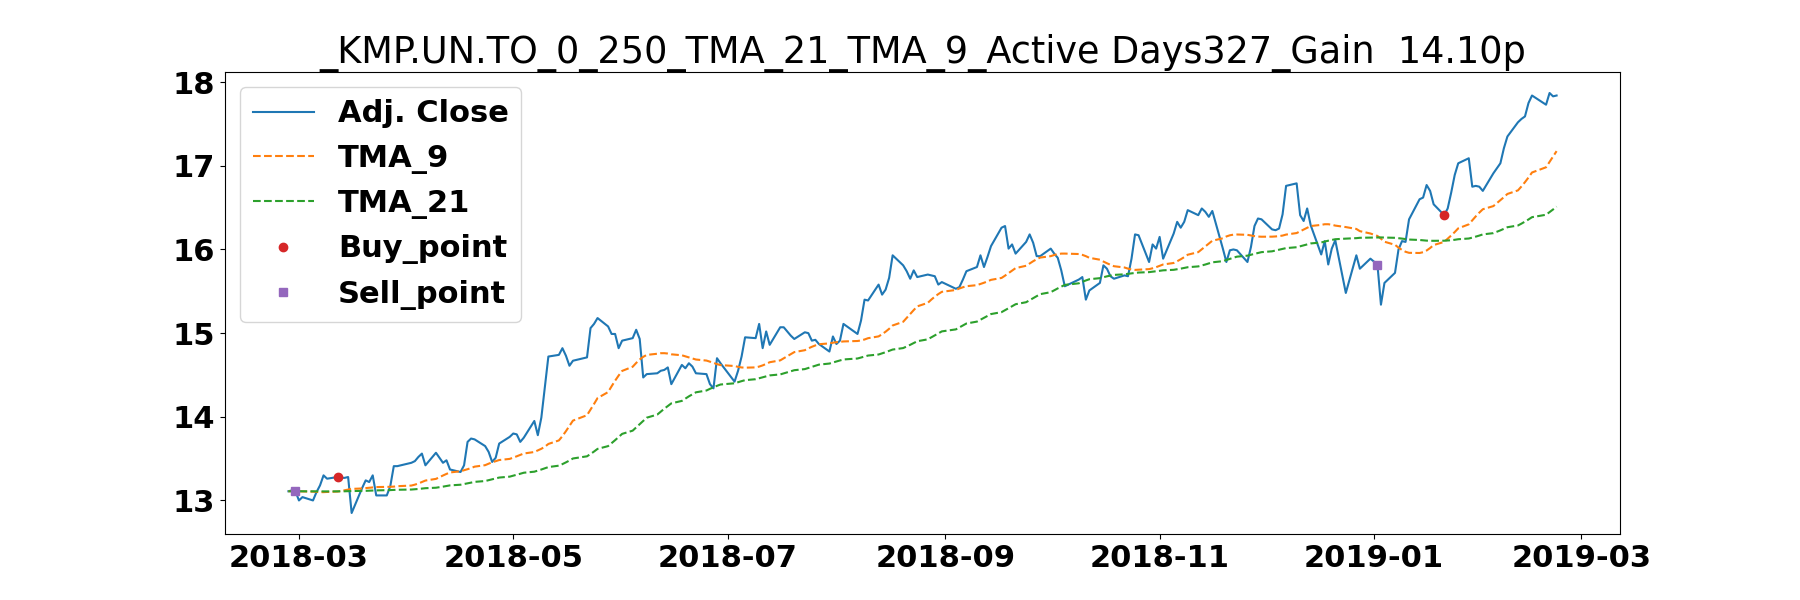 _KMP.UN.TO_0_250_TMA_21_TMA_9_Active Days327_Gain  14.10p
18
17
16
15
14
13
Adj. Close
TMA_9
TMA_21
Buy_point
Sell_point
2018-03 2018-05 2018-07 2018-09 2018-11 2019-01 2019-03